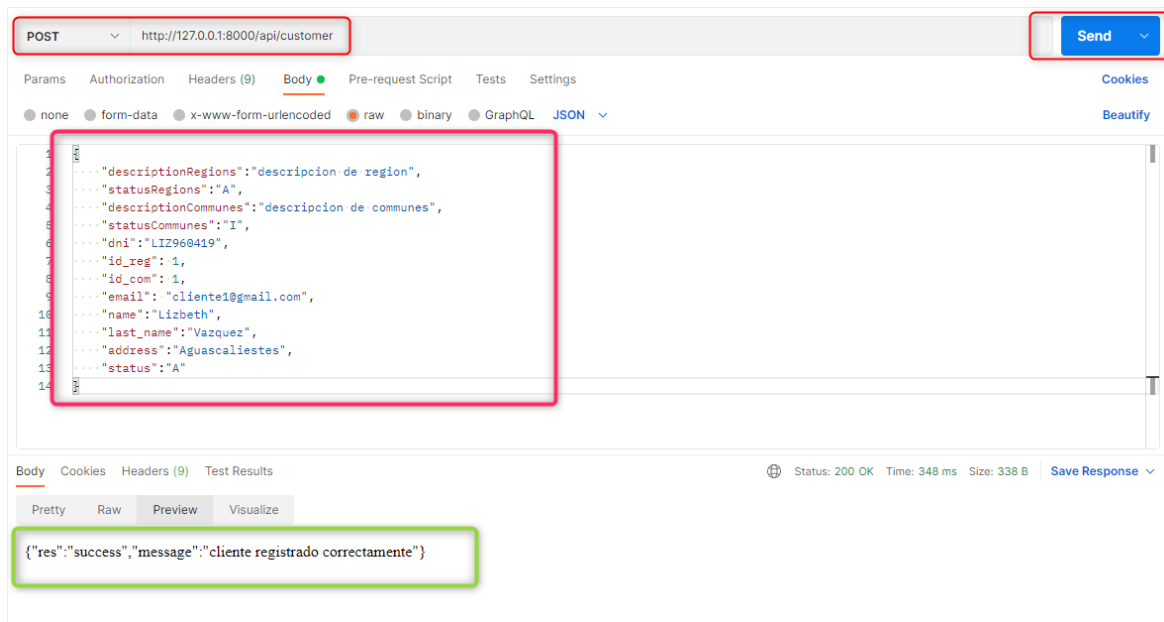 POST http://127.0.0.1:8000/api/customer Send
Params Authorization Headers (9) Body Pre-request Script Tests Settings Cookies
none form-data x-www-form-urlencoded raw binary GraphQL JSON Beautify
1 {
2 "descriptionRegions":"descripcion de region",
3 "statusRegions":"A",
4 "descriptionCommunes":"descripcion de communes",
5 "statusCommunes":"I",
6 "dni":"LIZ960419",
7 "id_reg": 1,
8 "id_com": 1,
9 "email": "cliente1@gmail.com",
10 "name":"Lizbeth",
11 "last_name":"Vazquez",
12 "address":"Aguascaliestes",
13 "status":"A"
14 }
Body Cookies Headers (9) Test Results Status: 200 OK Time: 348 ms Size: 338 B Save Response
Pretty Raw Preview Visualize
{"res":"success","message":"cliente registrado correctamente"}